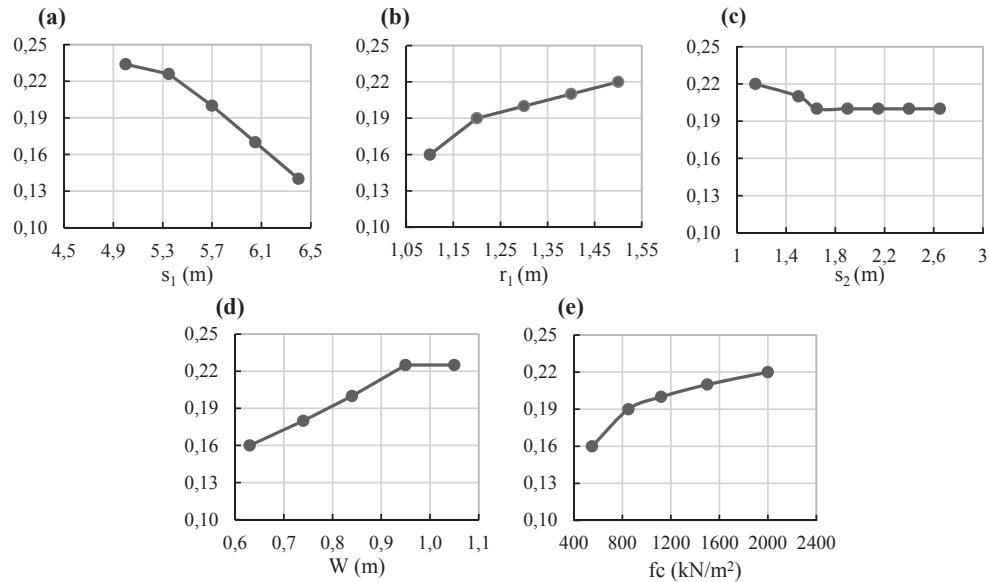 (a)
0,25
0,22
0,19
0,16
0,13
0,10
4,5 4,9 5,3 5,7 6,1 6,5
s₁ (m)
(b)
0,25
0,22
0,19
0,16
0,13
0,10
1,05 1,15 1,25 1,35 1,45 1,55
r₁ (m)
(c)
0,25
0,22
0,19
0,16
0,13
0,10
1 1,4 1,8 2,2 2,6 3
s₂ (m)
(d)
0,25
0,22
0,19
0,16
0,13
0,10
0,6 0,7 0,8 0,9 1,0 1,1
W (m)
(e)
0,25
0,22
0,19
0,16
0,13
0,10
400 800 1200 1600 2000 2400
fc (kN/m²)